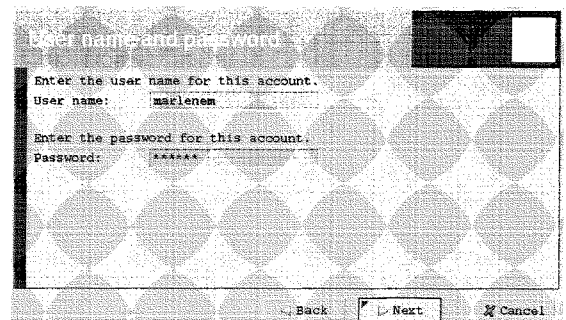 User name and password
Enter the user name for this account.
User name: marlenem
Enter the password for this account.
Password: ******
Back Next Cancel